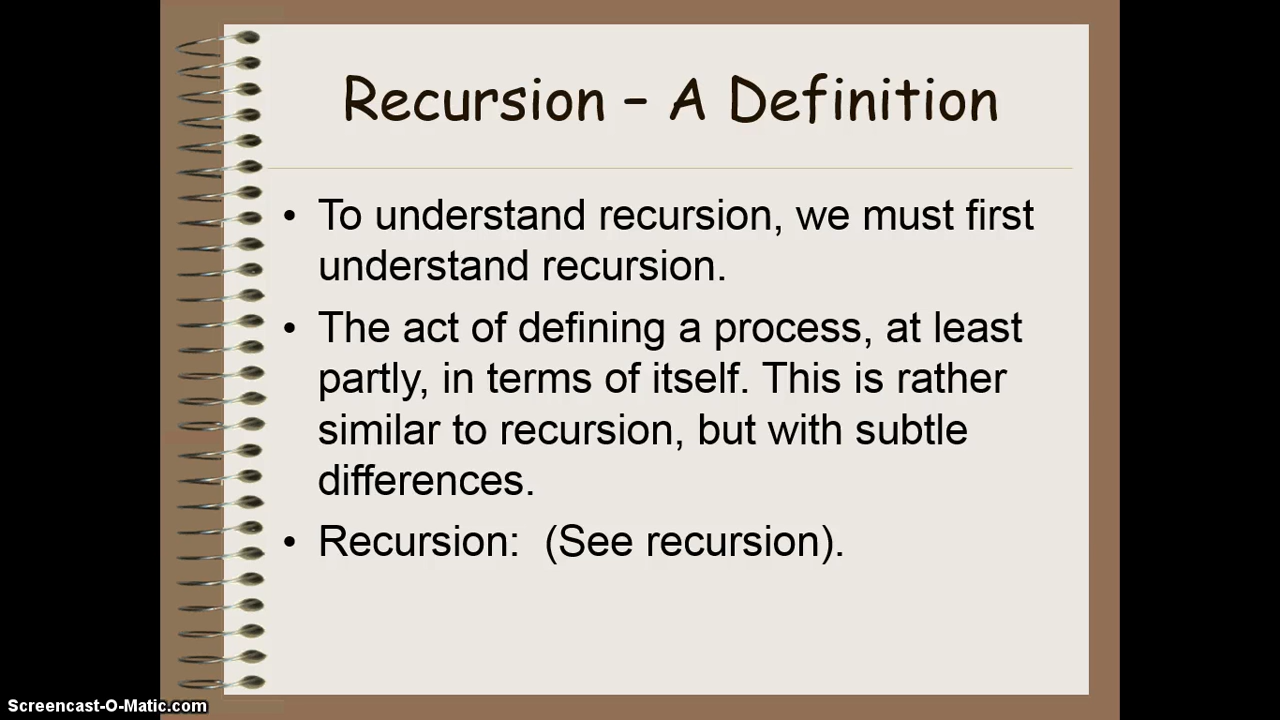 Recursion – A Definition
• To understand recursion, we must first
understand recursion.
• The act of defining a process, at least
partly, in terms of itself. This is rather
similar to recursion, but with subtle
differences.
• Recursion:  (See recursion).
Screencast-O-Matic.com